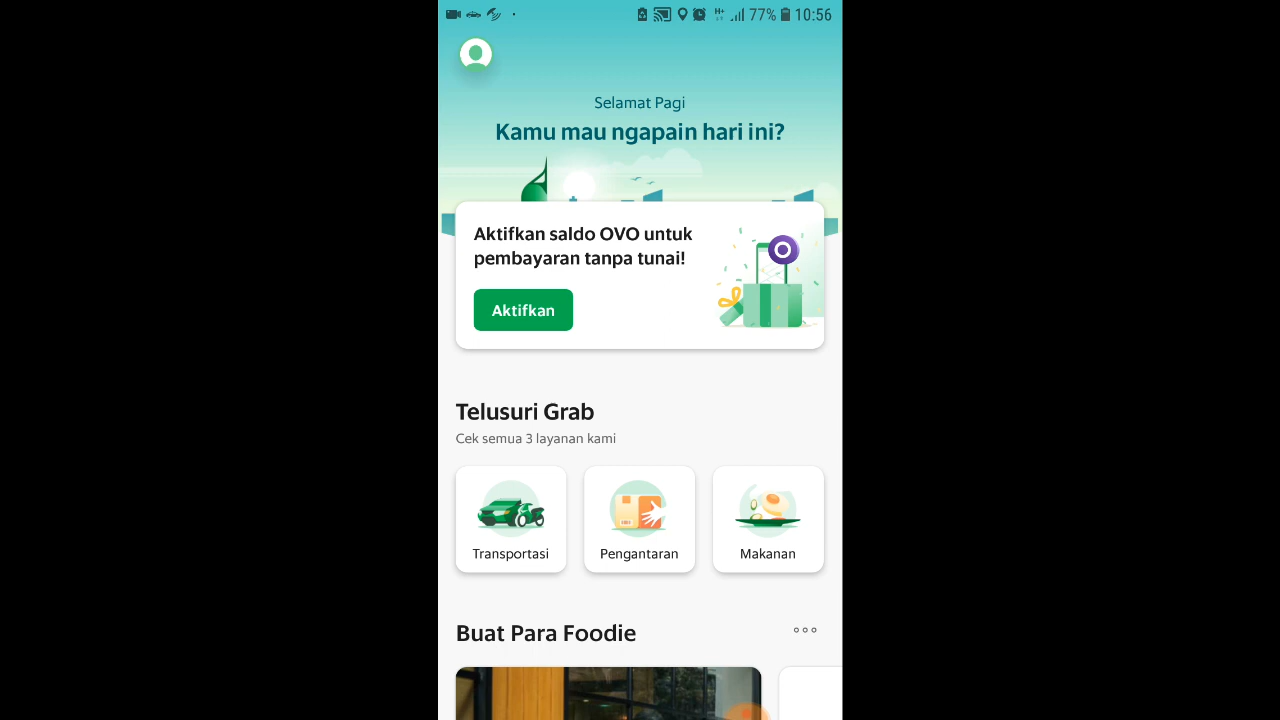 77% 10:56
Selamat Pagi
Kamu mau ngapain hari ini?
Aktifkan saldo OVO untuk
pembayaran tanpa tunai!
Aktifkan
Telusuri Grab
Cek semua 3 layanan kami
Transportasi Pengantaran Makanan
Buat Para Foodie